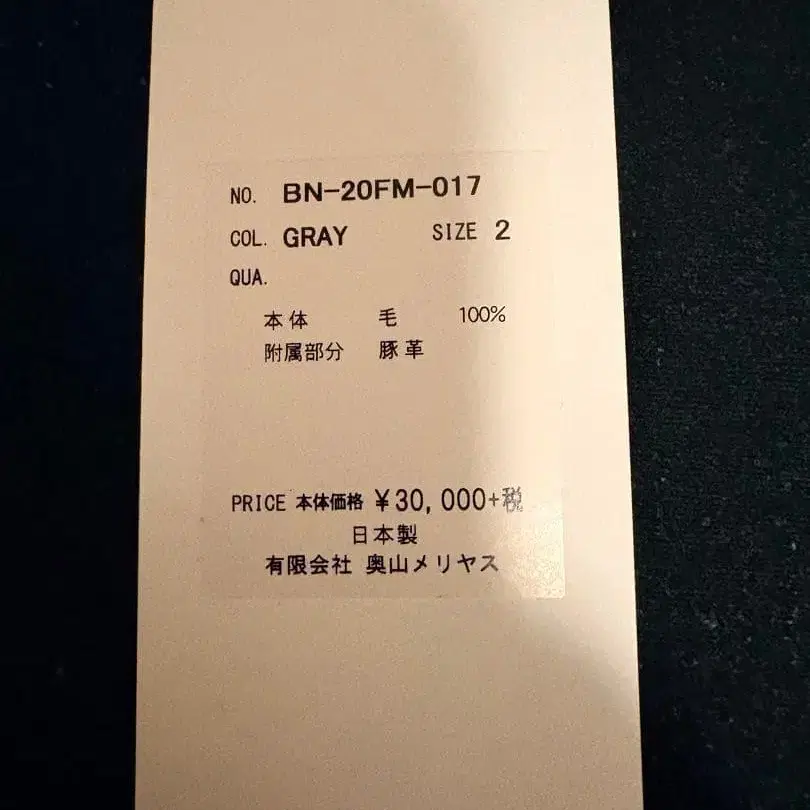 NO. BN-20FM-017
COL. GRAY SIZE 2
QUA.
本体 毛 100%
附属部分 豚革
PRICE 本体価格 ¥30,000+税
日本製
有限会社 奥山メリヤス